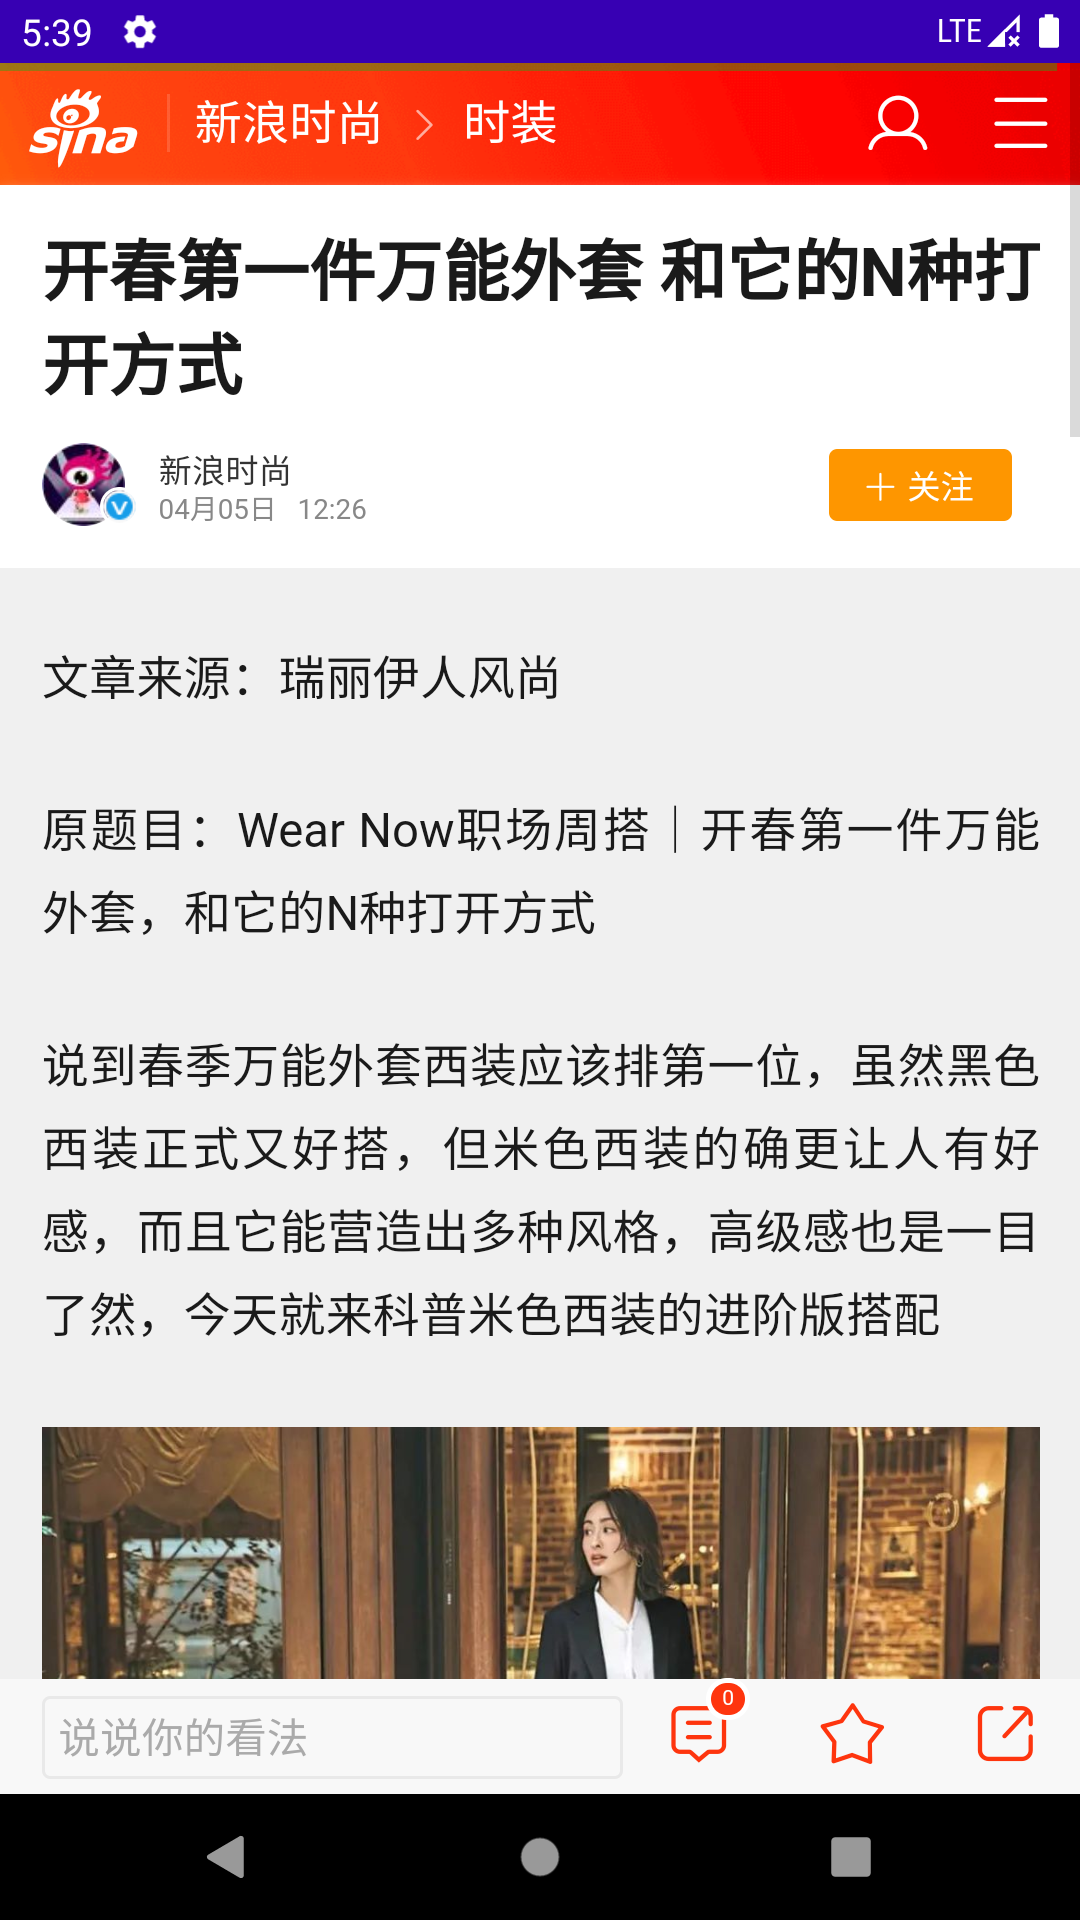 5:39
LTE
sina
新浪时尚 > 时装
开春第一件万能外套 和它的N种打
开方式
新浪时尚
04月05日 12:26
+ 关注
文章来源：瑞丽伊人风尚
原题目：Wear Now职场周搭｜开春第一件万能
外套，和它的N种打开方式
说到春季万能外套西装应该排第一位，虽然黑色
西装正式又好搭，但米色西装的确更让人有好
感，而且它能营造出多种风格，高级感也是一目
了然，今天就来科普米色西装的进阶版搭配
说说你的看法
0